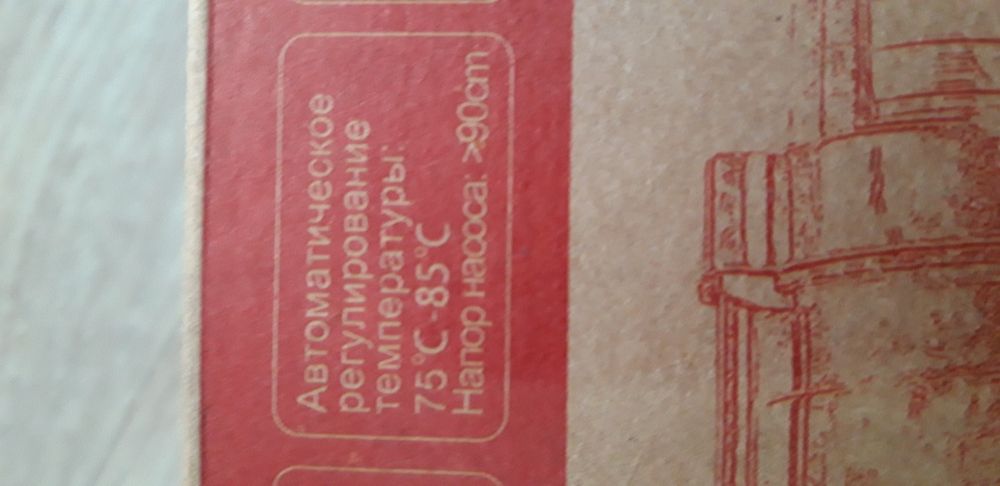 Автоматическое
регулирование
температуры:
75°C-85°C
Напор насоса: >90cm